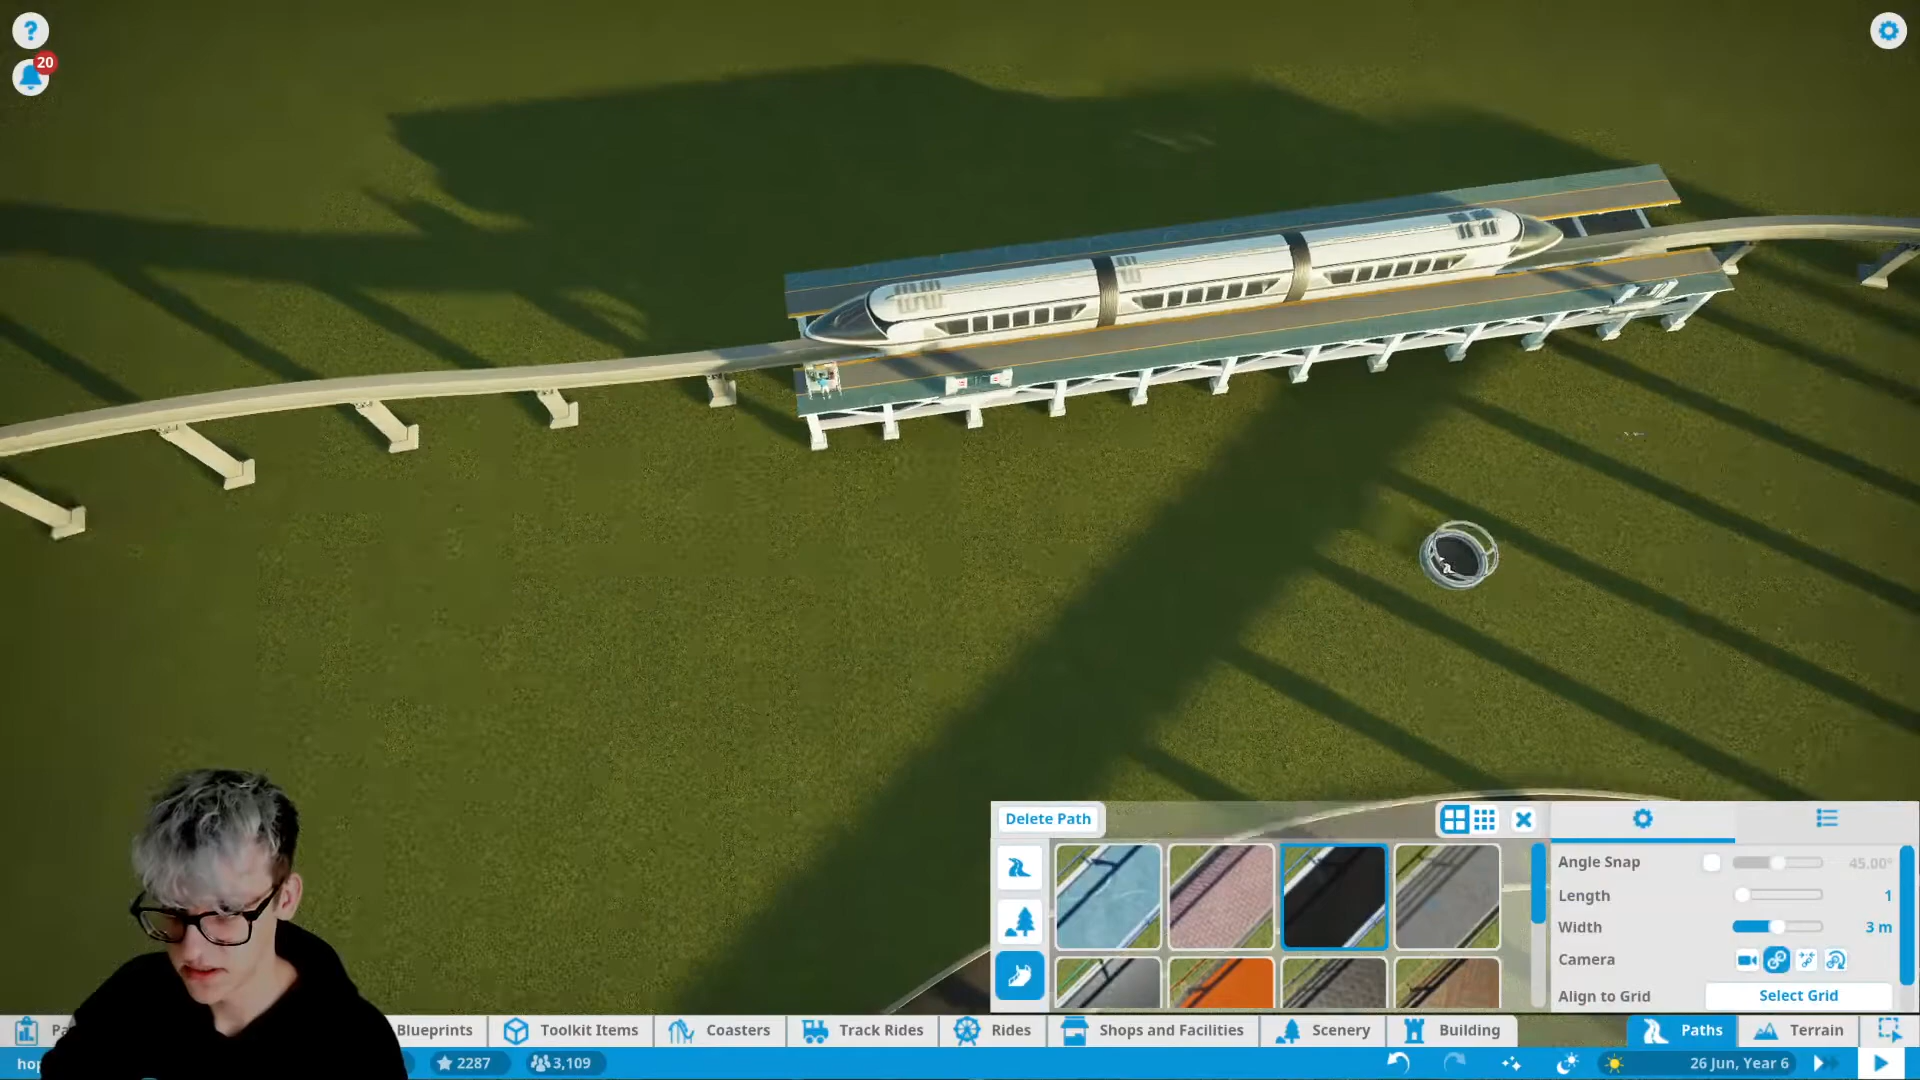 ?
20
Delete Path
Angle Snap 45.00°
Length 1
Width 3 m
Camera
Align to Grid Select Grid
Pa
Blueprints
Toolkit Items
Coasters
Track Rides
Rides
Shops and Facilities
Scenery
Building
Paths
Terrain
hop
2287
3,109
26 Jun, Year 6